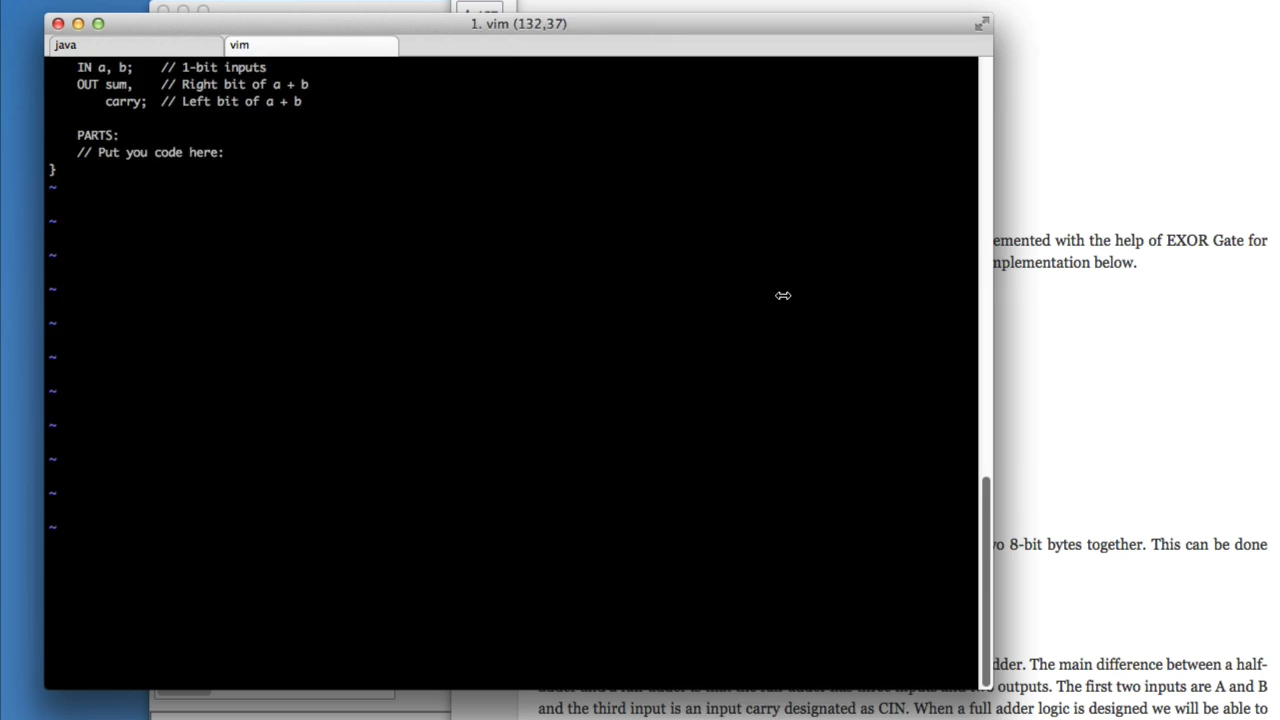 1. vim (132,37)
java
vim
IN a, b; // 1-bit inputs
OUT sum, // Right bit of a + b
carry; // Left bit of a + b
PARTS:
// Put you code here:
}
~
~
~
~
~
~
~
~
~
~
~
emented with the help of EXOR Gate for
nplementation below.
vo 8-bit bytes together. This can be done
dder. The main difference between a half-
outputs. The first two inputs are A and B
and the third input is an input carry designated as CIN. When a full adder logic is designed we will be able to